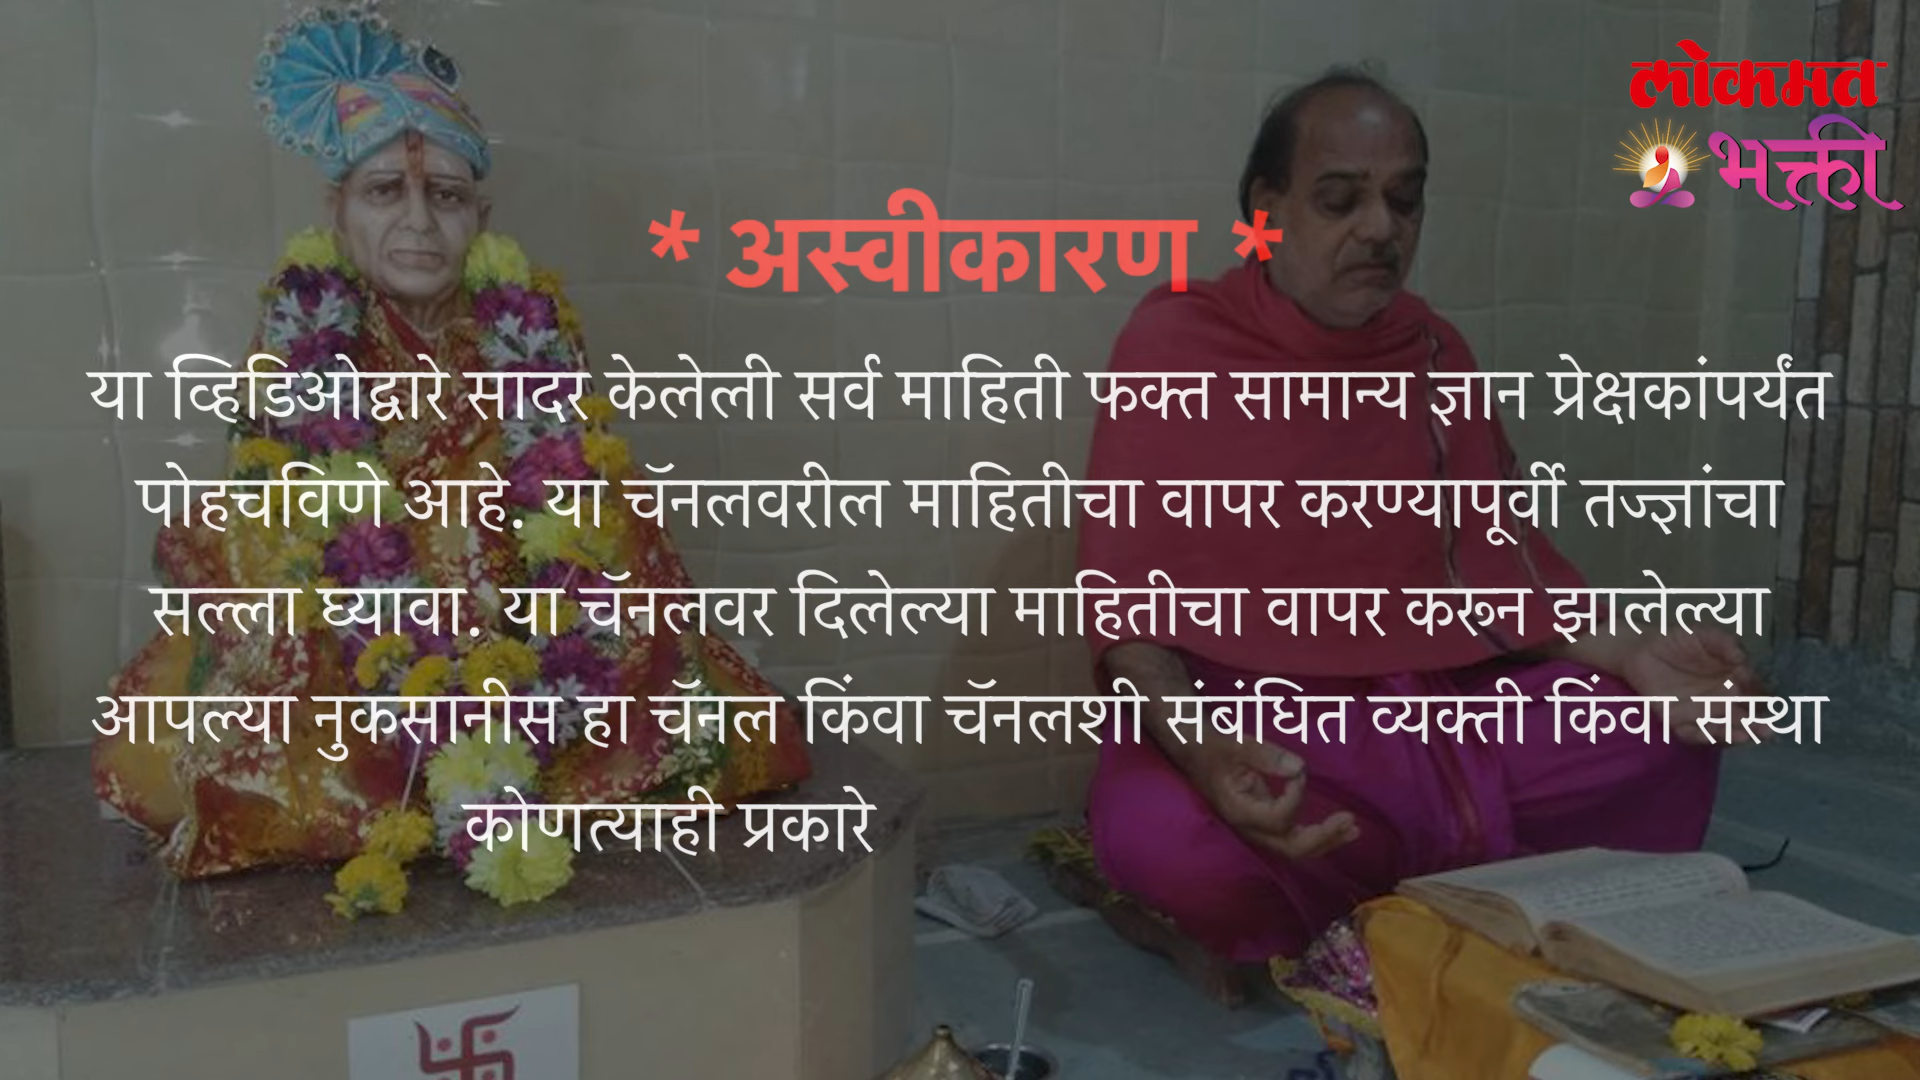 लोकमत
भक्ती
* अस्वीकारण *
या व्हिडिओद्वारे सादर केलेली सर्व माहिती फक्त सामान्य ज्ञान प्रेक्षकांपर्यंत
पोहचविणे आहे. या चॅनलवरील माहितीचा वापर करण्यापूर्वी तज्ज्ञांचा
सल्ला घ्यावा. या चॅनलवर दिलेल्या माहितीचा वापर करून झालेल्या
आपल्या नुकसानीस हा चॅनल किंवा चॅनलशी संबंधित व्यक्ती किंवा संस्था
कोणत्याही प्रकारे